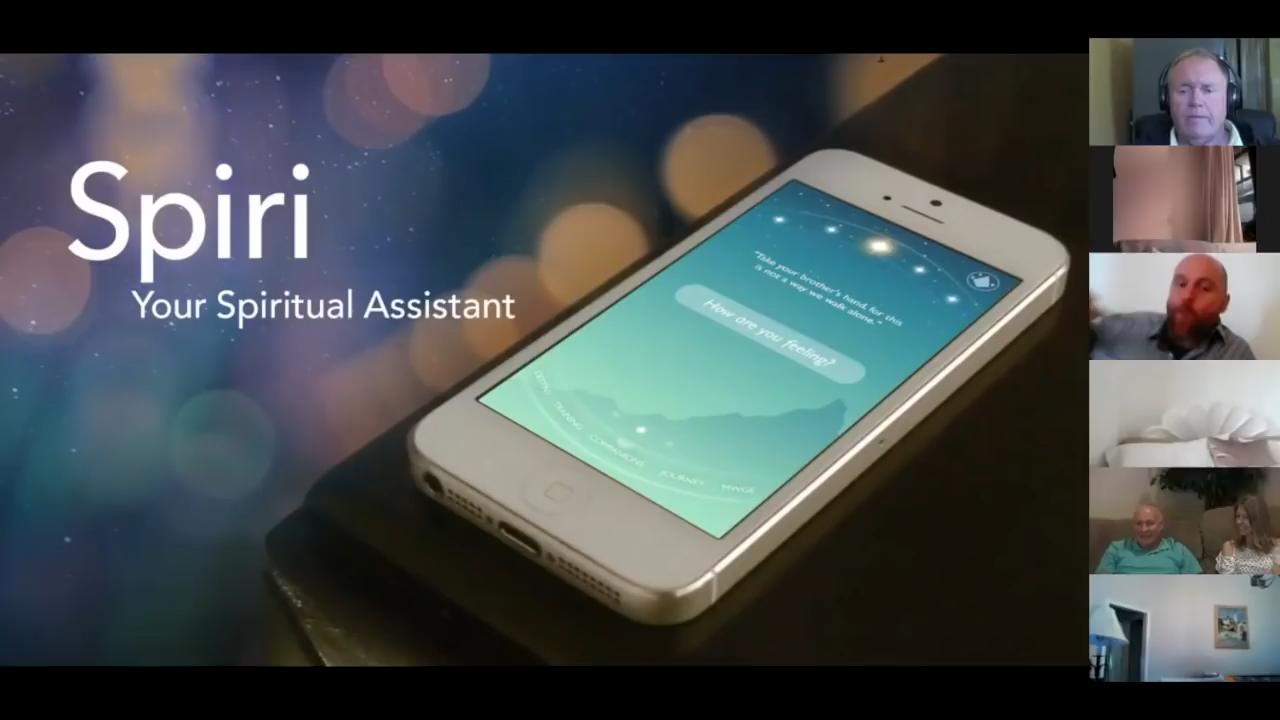 Spiri
Your Spiritual Assistant
"Take your brother's hand, for this
is not a way we walk alone."
How are you feeling?
TRAINING
COMPANIONS
JOURNEY